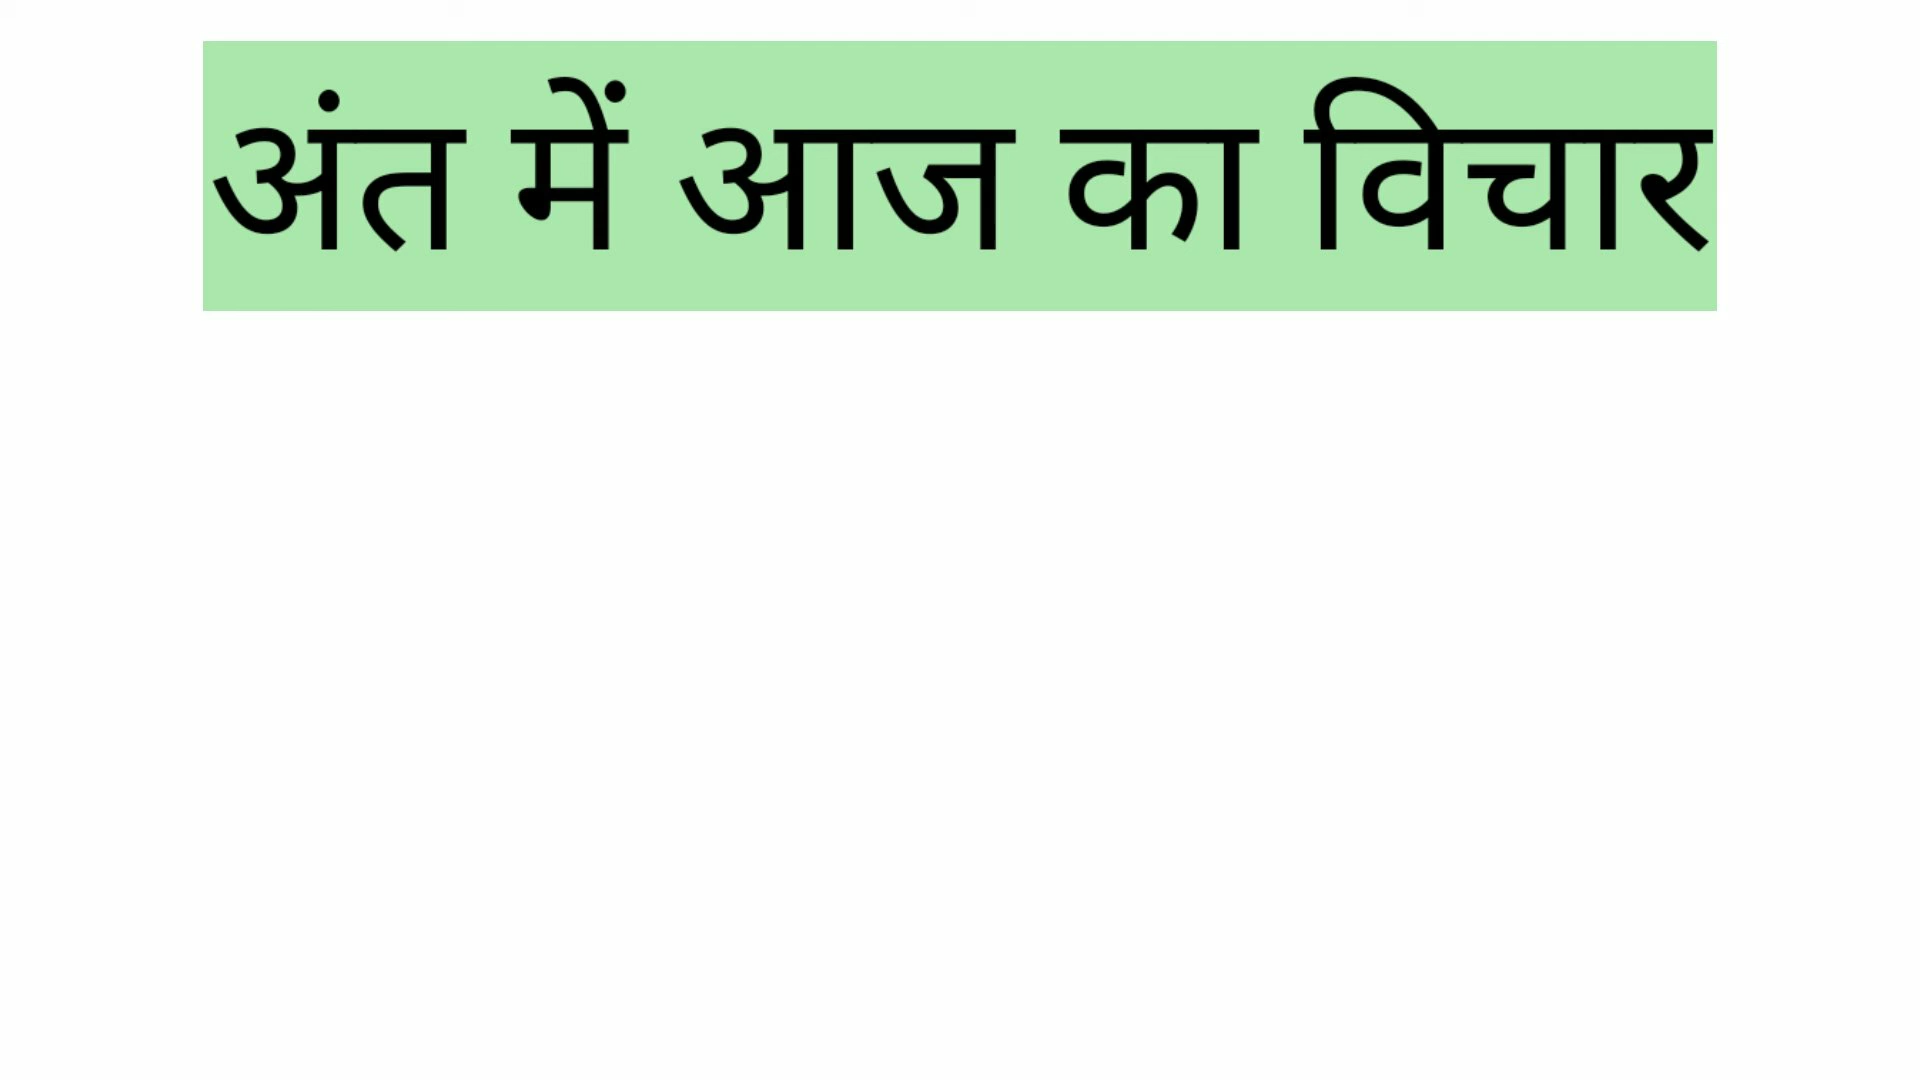 अंत में आज का विचार